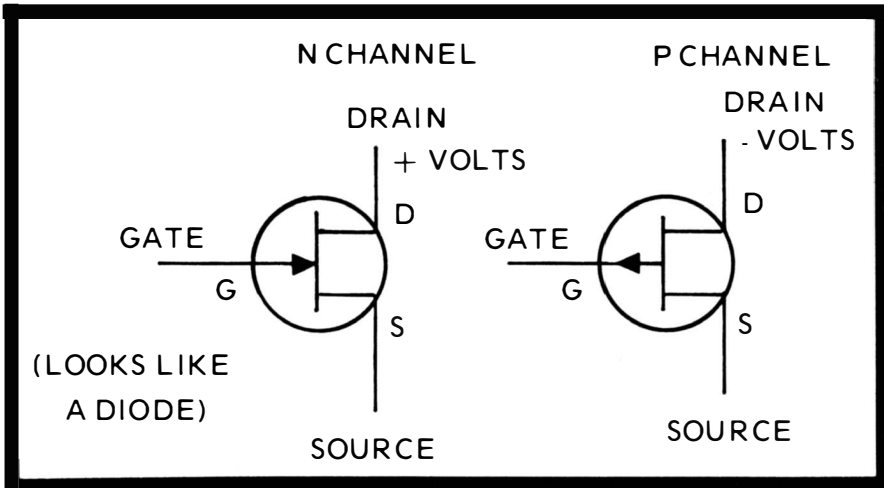 N CHANNEL
DRAIN
+ VOLTS
D
GATE
G
S
(LOOKS LIKE
A DIODE)
SOURCE
P CHANNEL
DRAIN
- VOLTS
D
GATE
G
S
SOURCE